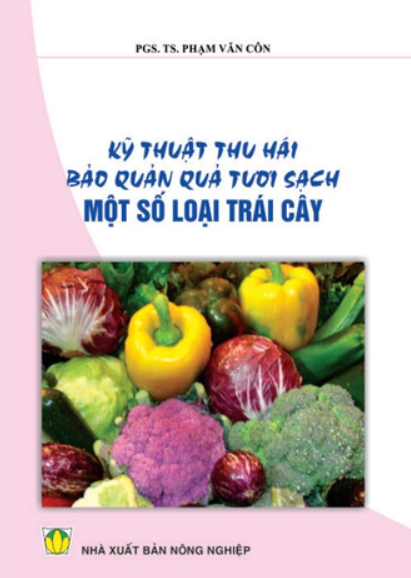 PGS. TS. PHẠM VĂN CÔN
KỸ THUẬT THU HÁI
BẢO QUẢN QUẢ TƯƠI SẠCH
MỘT SỐ LOẠI TRÁI CÂY
NHÀ XUẤT BẢN NÔNG NGHIỆP